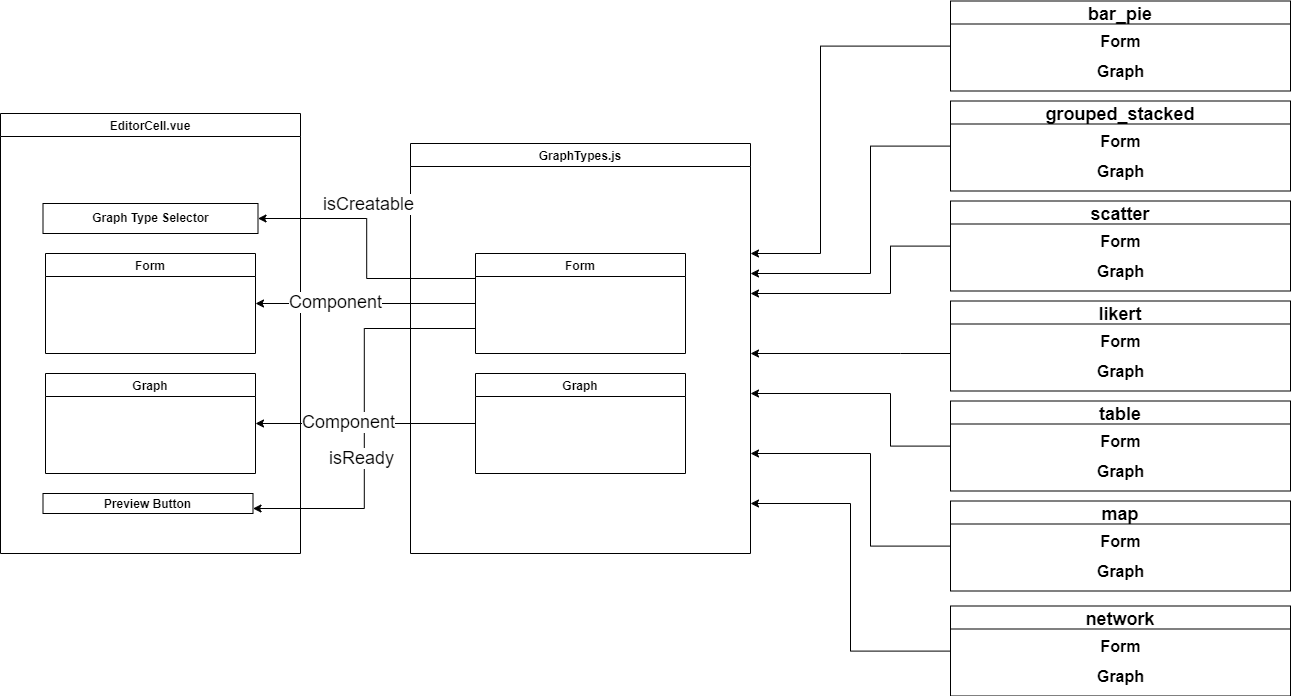 EditorCell.vue
Graph Type Selector
Form
Graph
Preview Button
isCreatable
Component
Component
isReady
GraphTypes.js
Form
Graph
bar_pie
Form
Graph
grouped_stacked
Form
Graph
scatter
Form
Graph
likert
Form
Graph
table
Form
Graph
map
Form
Graph
network
Form
Graph